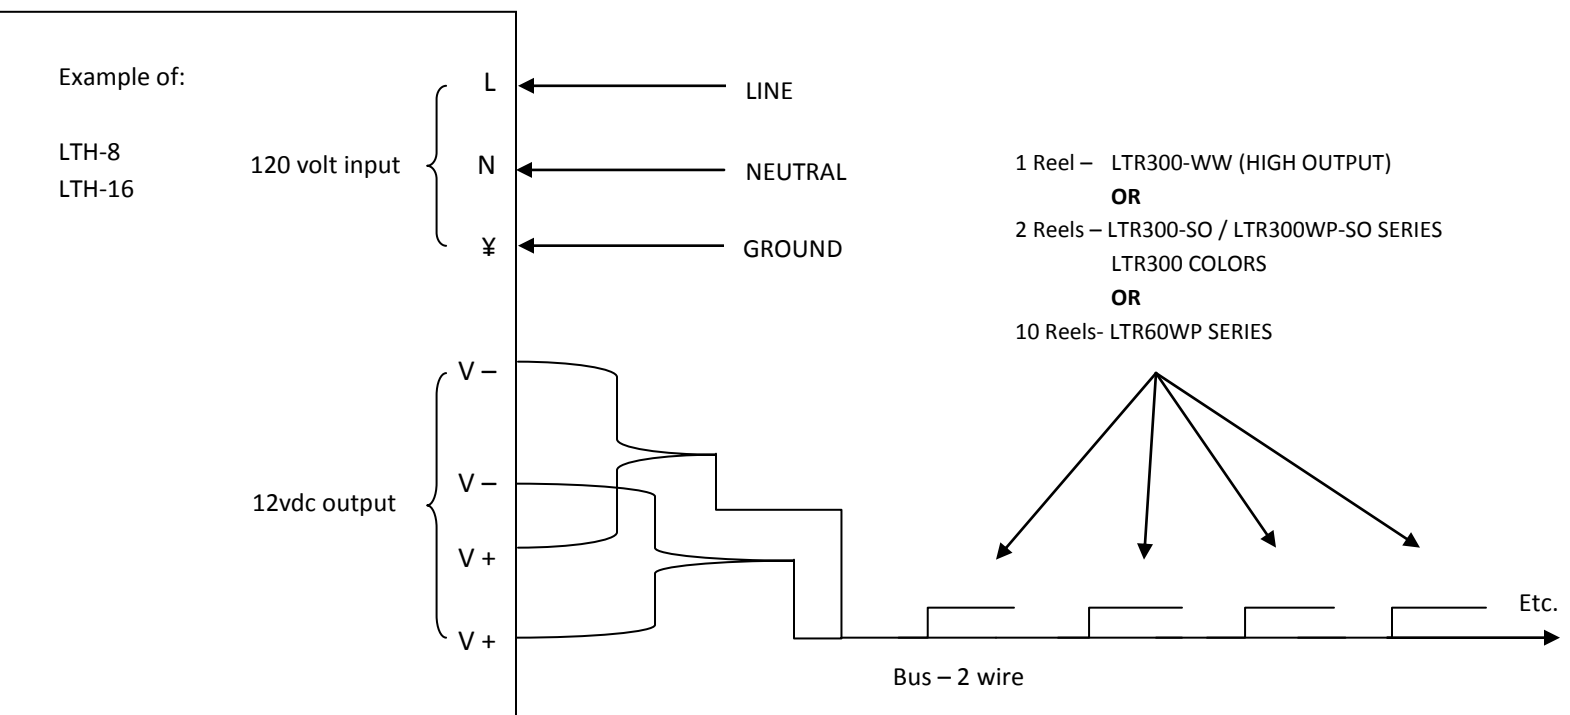 Example of:
LTH-8
LTH-16
120 volt input
L
N
¥
LINE
NEUTRAL
GROUND
1 Reel – LTR300-WW (HIGH OUTPUT)
OR
2 Reels – LTR300-SO / LTR300WP-SO SERIES
LTR300 COLORS
OR
10 Reels- LTR60WP SERIES
12vdc output
V –
V –
V +
V +
Etc.
Bus – 2 wire